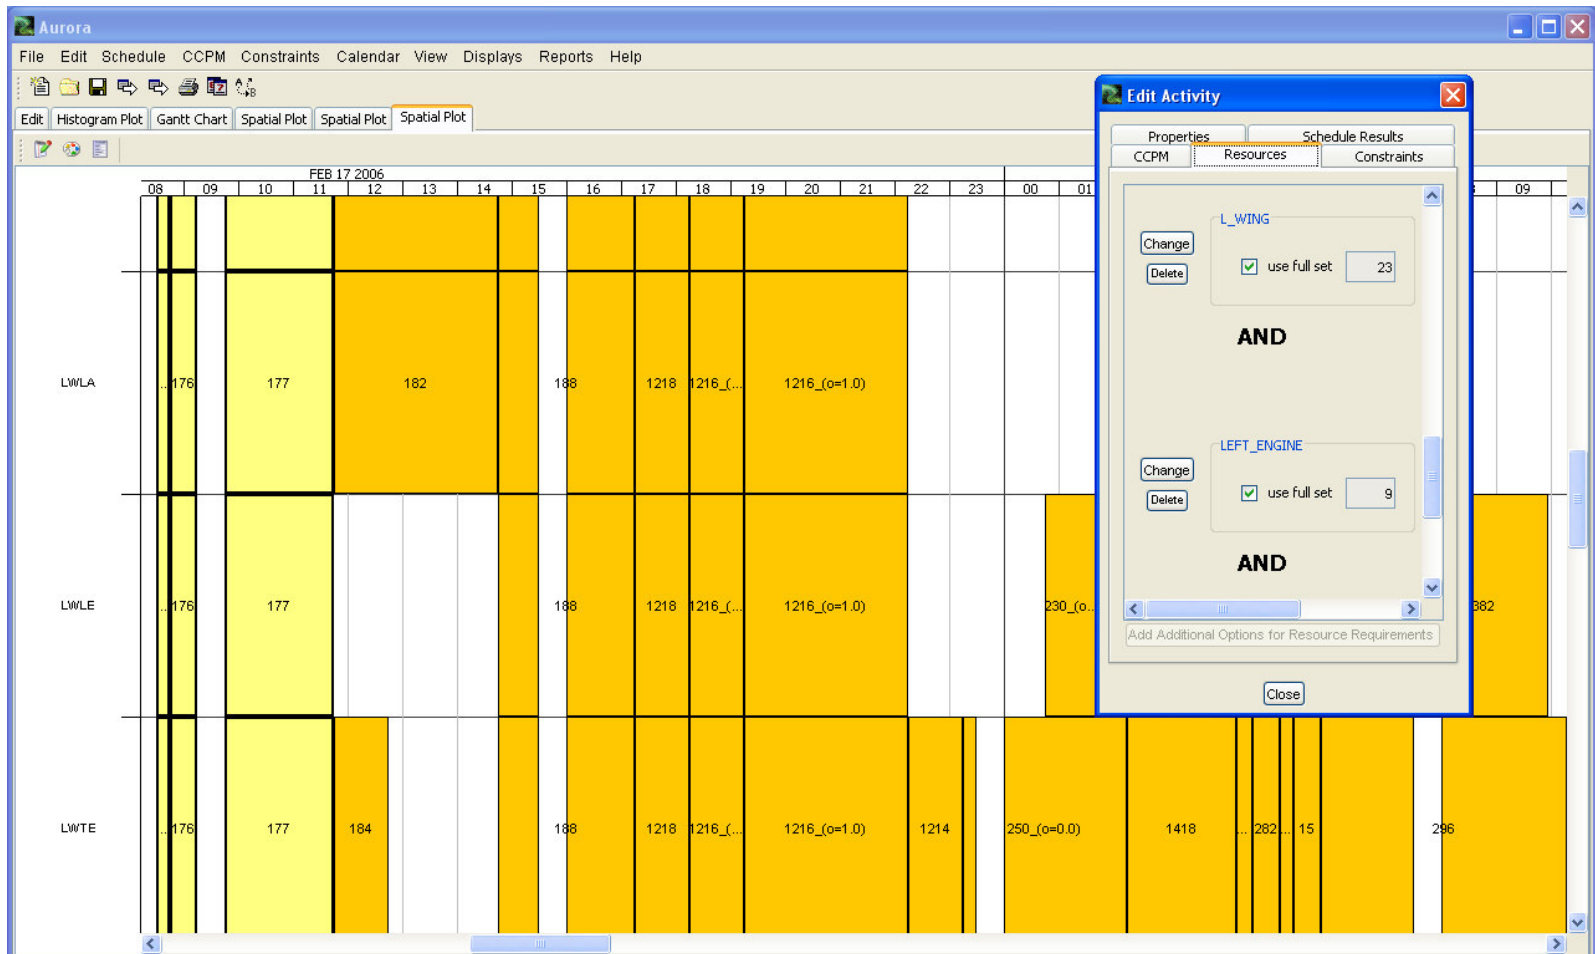 Aurora
File Edit Schedule CCPM Constraints Calendar View Displays Reports Help
Edit Histogram Plot Gantt Chart Spatial Plot Spatial Plot Spatial Plot
FEB 17 2006
08 09 10 11 12 13 14 15 16 17 18 19 20 21 22 23 00 01 09
LWLA .. 176 177 182 188 1218 1216_(... 1216_(o=1.0)
LWLE .. 176 177 188 1218 1216_(... 1216_(o=1.0) 230_(o.. 382
LWTE .. 176 177 184 188 1218 1216_(... 1216_(o=1.0) 1214 250_(o=0.0) 1418 ... 282 ... 15 296
Edit Activity
Properties Schedule Results
CCPM Resources Constraints
L_WING
Change
use full set 23
Delete
AND
LEFT_ENGINE
Change
use full set 9
Delete
AND
Add Additional Options for Resource Requirements
Close